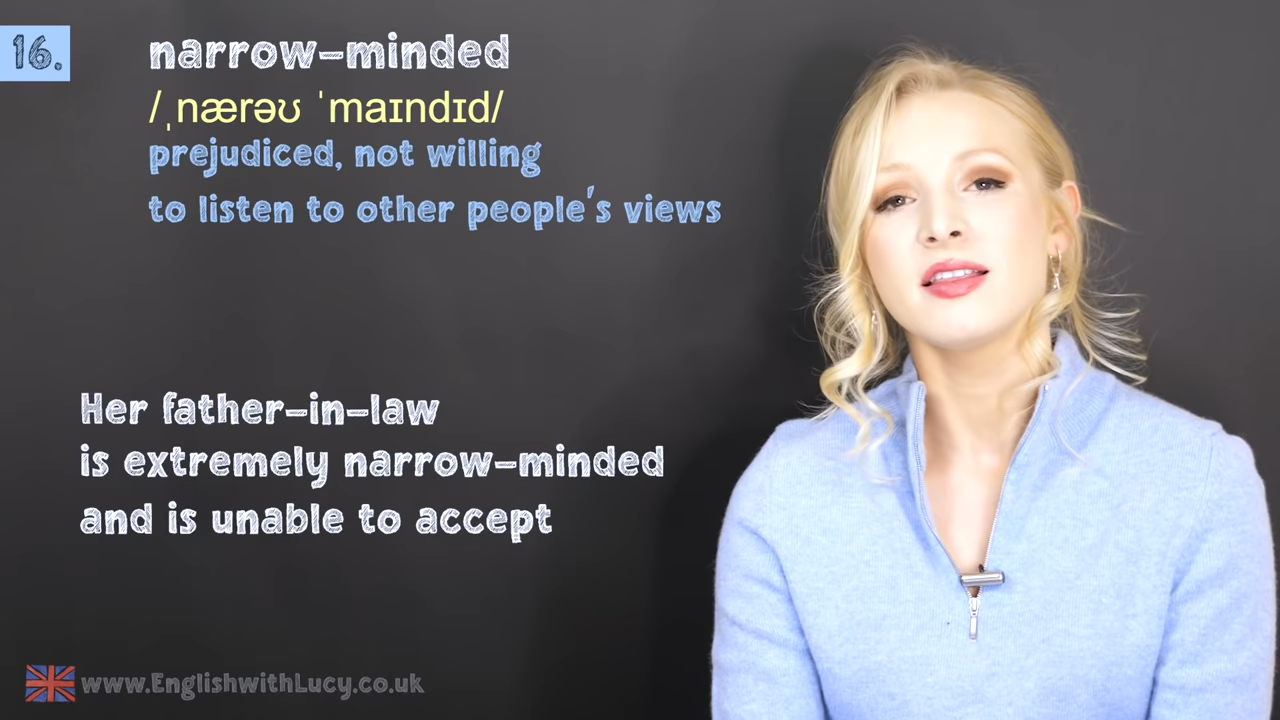 16.
narrow-minded
/ˌnærəʊ ˈmaɪndɪd/
prejudiced, not willing
to listen to other people's views
Her father-in-law
is extremely narrow-minded
and is unable to accept
www.EnglishwithLucy.co.uk